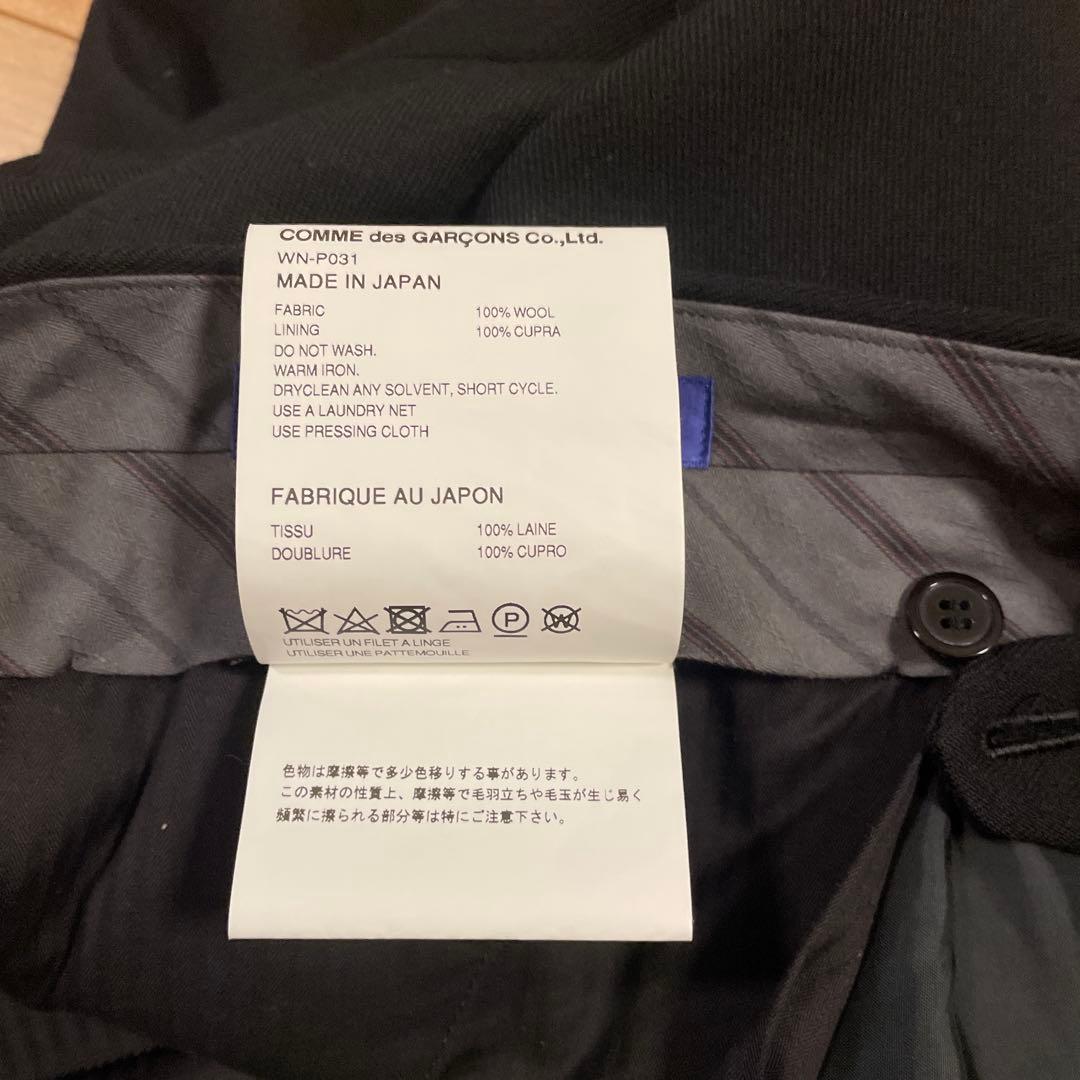 COMME des GARÇONS Co.,Ltd.
WN-P031
MADE IN JAPAN
FABRIC 100% WOOL
LINING 100% CUPRA
DO NOT WASH.
WARM IRON.
DRYCLEAN ANY SOLVENT, SHORT CYCLE.
USE A LAUNDRY NET
USE PRESSING CLOTH
FABRIQUE AU JAPON
TISSU 100% LAINE
DOUBLURE 100% CUPRO
P W
UTILISER UN FILET A LINGE
UTILISER UNE PATTEMOUILLE
色物は摩擦等で多少色移りする事があります。
この素材の性質上、摩擦等で毛羽立ちや毛玉が生じ易く
頻繁に擦られる部分等は特にご注意下さい。